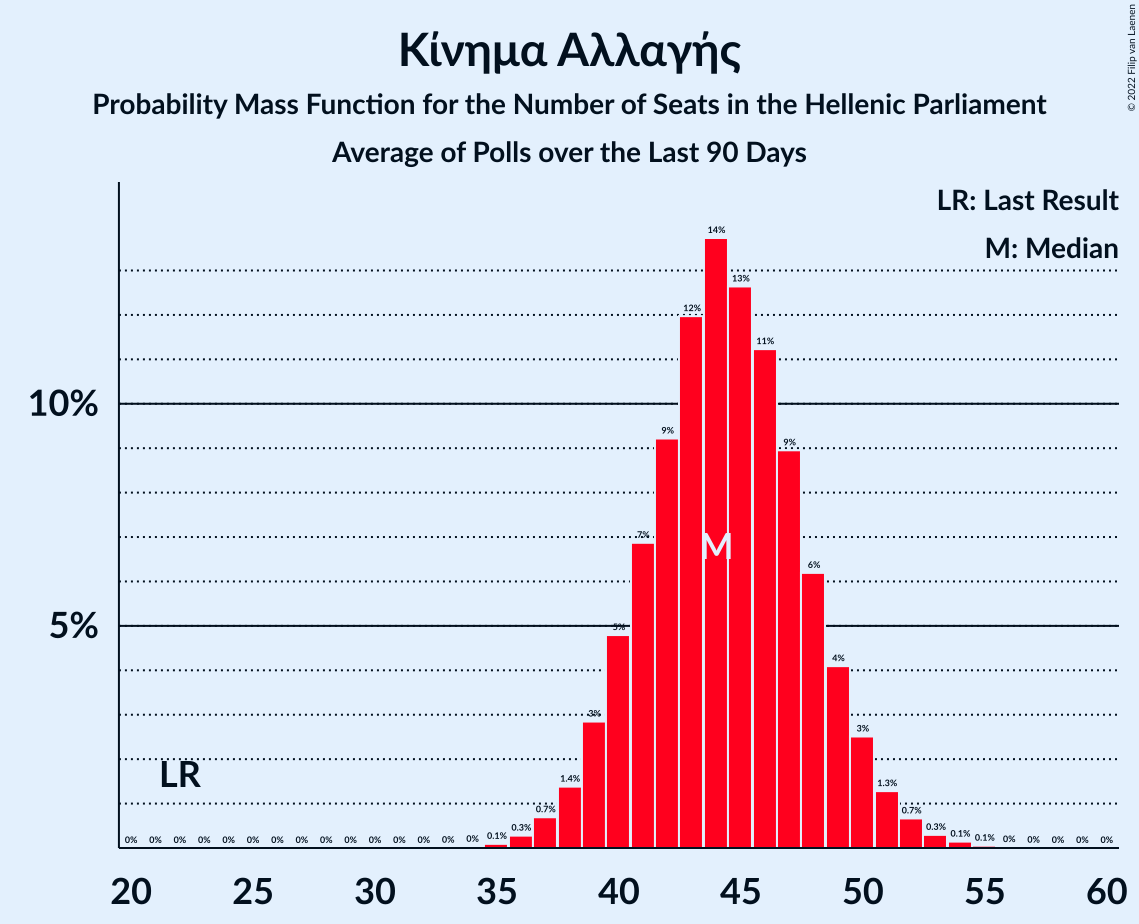 Κίνημα Αλλαγής
Probability Mass Function for the Number of Seats in the Hellenic Parliament
Average of Polls over the Last 90 Days
© 2022 Filip van Laenen
LR: Last Result
M: Median
10%
5%
0% 0% 0% 0% 0% 0% 0% 0% 0% 0% 0% 0% 0% 0% 0% 0.1% 0.3% 0.7% 1.4% 3% 5% 7% 9% 12% 14% 13% 11% 9% 6% 4% 3% 1.3% 0.7% 0.3% 0.1% 0.1% 0% 0% 0% 0% 0%
M
LR
20 25 30 35 40 45 50 55 60